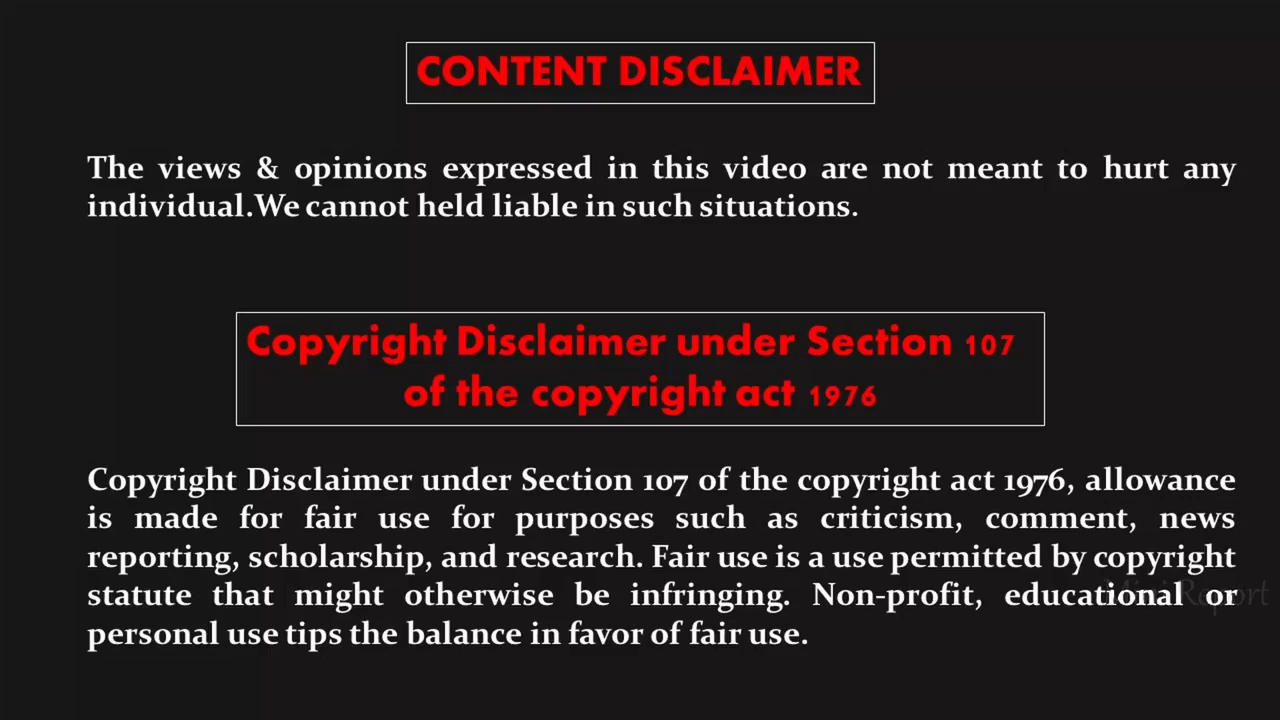 CONTENT DISCLAIMER
The views & opinions expressed in this video are not meant to hurt any
individual.We cannot held liable in such situations.
Copyright Disclaimer under Section 107
of the copyright act 1976
Copyright Disclaimer under Section 107 of the copyright act 1976, allowance
is made for fair use for purposes such as criticism, comment, news
reporting, scholarship, and research. Fair use is a use permitted by copyright
statute that might otherwise be infringing. Non-profit, educational or
personal use tips the balance in favor of fair use.
Report